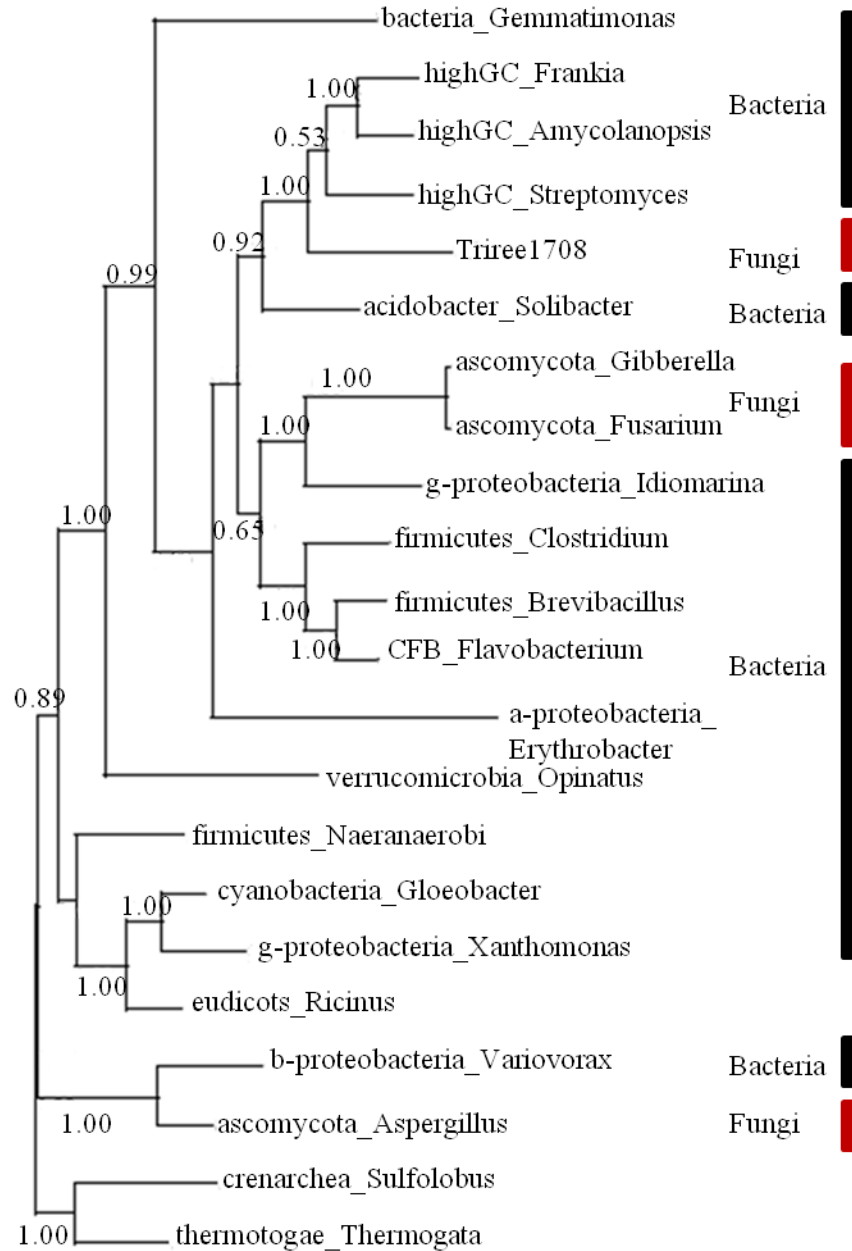 bacteria_Gemmatimonas
highGC_Frankia
1.00
Bacteria
highGC_Amycolanopsis
0.53
1.00
highGC_Streptomyces
0.92
Triree1708
Fungi
0.99
acidobacter_Solibacter
Bacteria
ascomycota_Gibberella
1.00
Fungi
1.00
ascomycota_Fusarium
g-proteobacteria_Idiomarina
1.00
0.65
firmicutes_Clostridium
1.00
firmicutes_Brevibacillus
1.00
CFB_Flavobacterium
Bacteria
0.89
a-proteobacteria_
Erythrobacter
verrucomicrobia_Opinatus
firmicutes_Naeranaerobi
cyanobacteria_Gloeobacter
1.00
g-proteobacteria_Xanthomonas
1.00
eudicots_Ricinus
b-proteobacteria_Variovorax
Bacteria
1.00
ascomycota_Aspergillus
Fungi
crenarchea_Sulfolobus
1.00
thermotogae_Thermogata